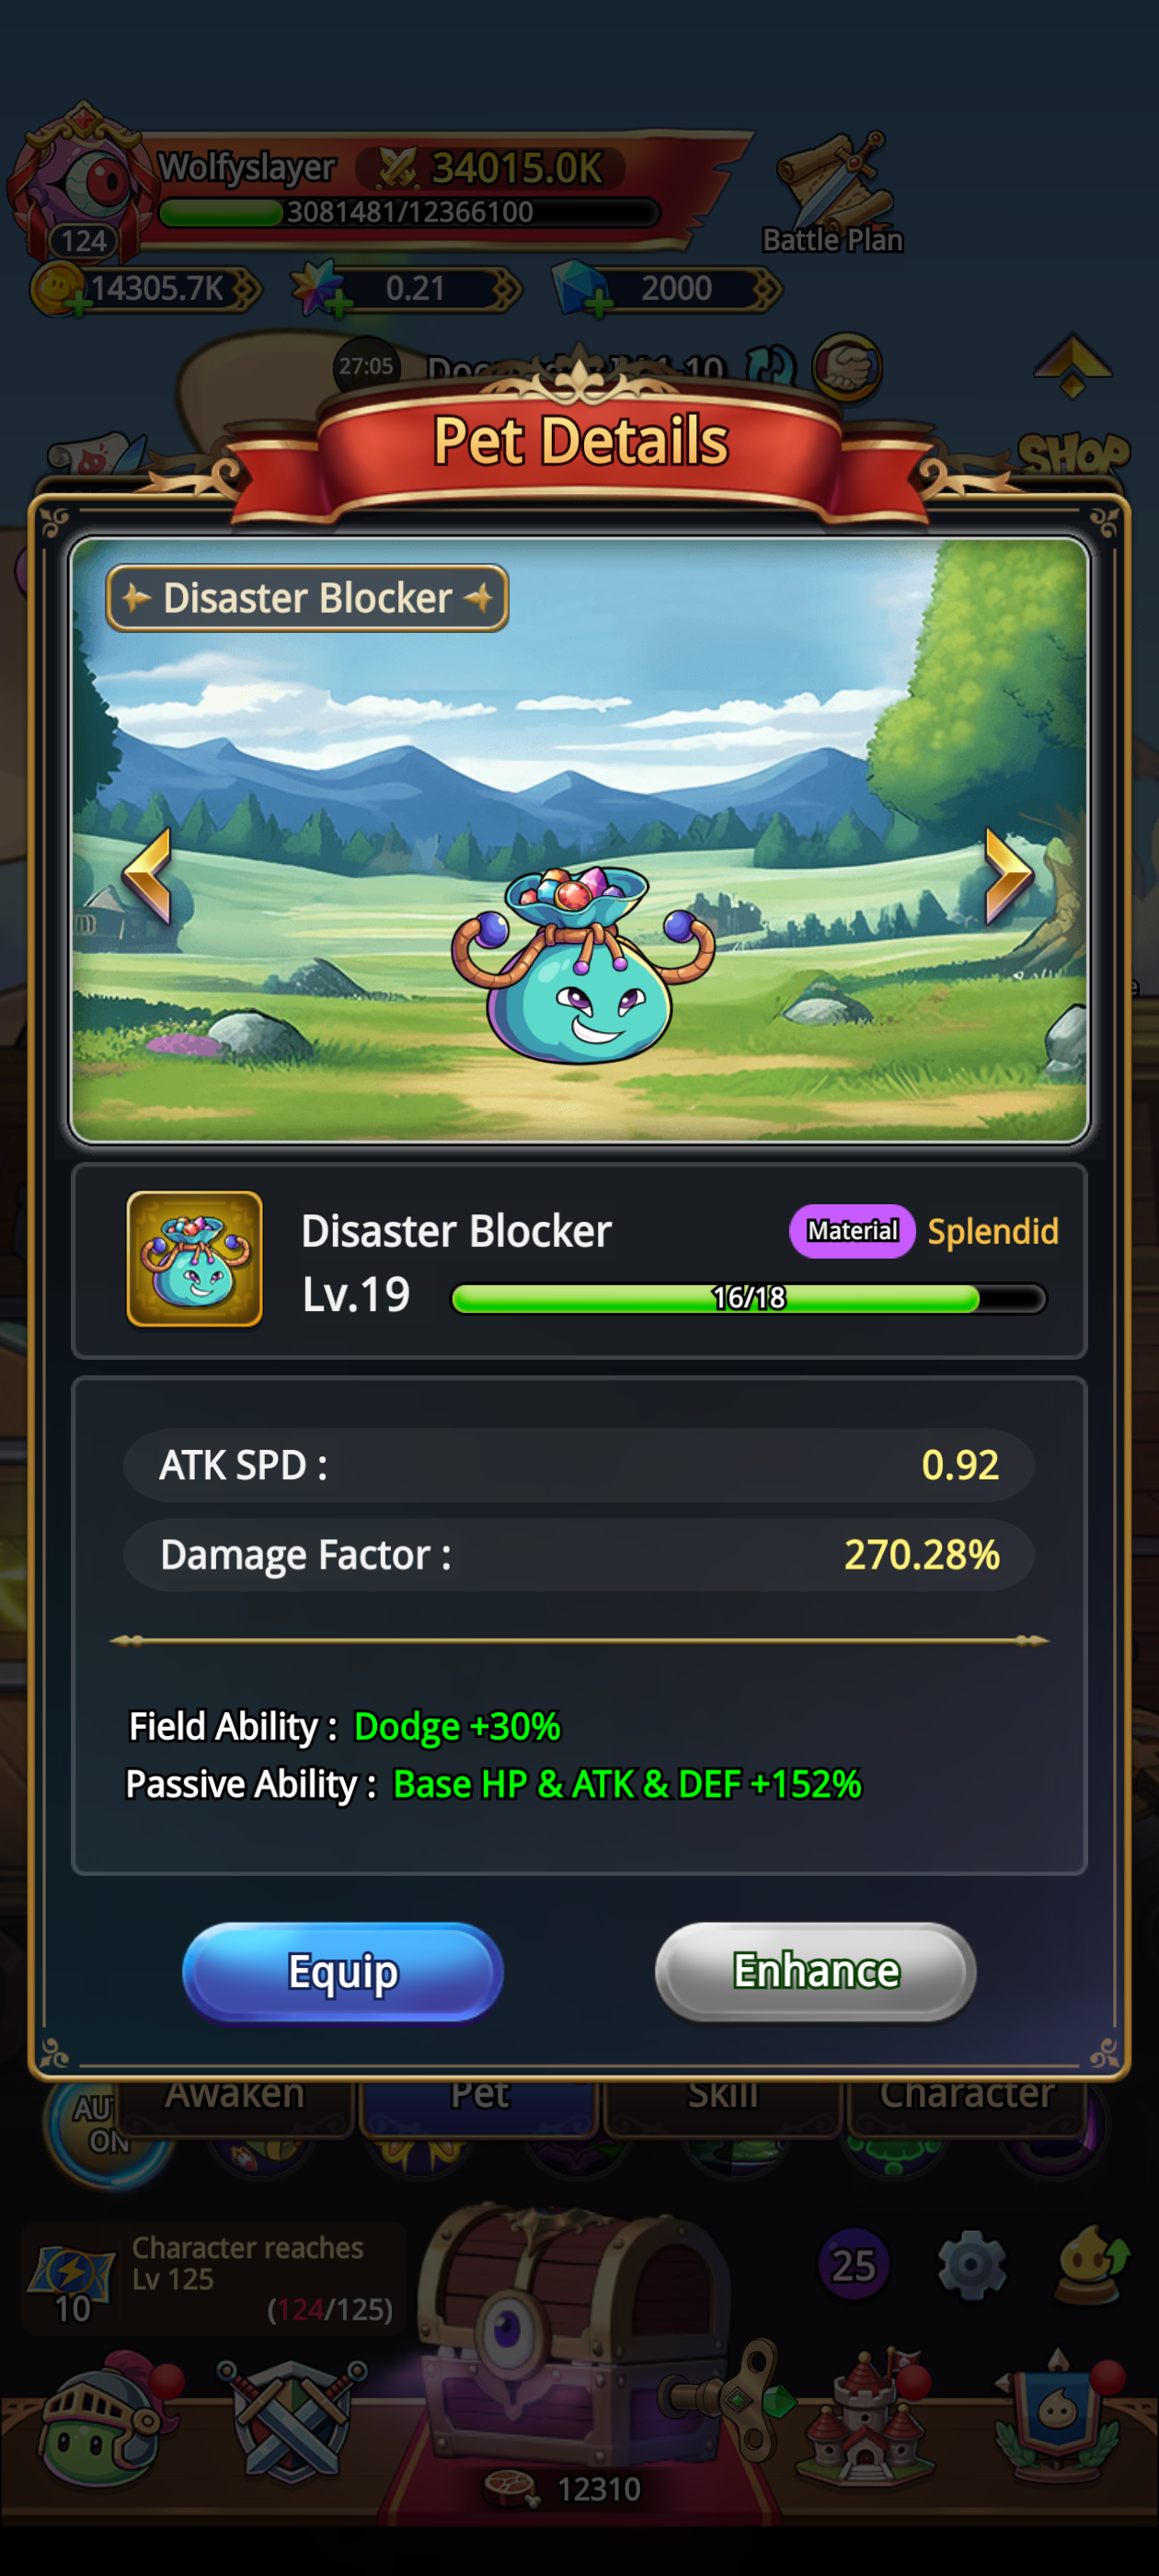 Wolfyslayer
34015.0K
3081481/12366100
124
Battle Plan
14305.7K
0.21
2000
27:05
SHOP
Pet Details
Disaster Blocker
Disaster Blocker
Material
Splendid
Lv.19
16/18
ATK SPD :
0.92
Damage Factor :
270.28%
Field Ability : Dodge +30%
Passive Ability : Base HP & ATK & DEF +152%
Equip
Enhance
Awaken
Pet
Skill
Character
ON
Character reaches
Lv 125
(124/125)
10
25
12310